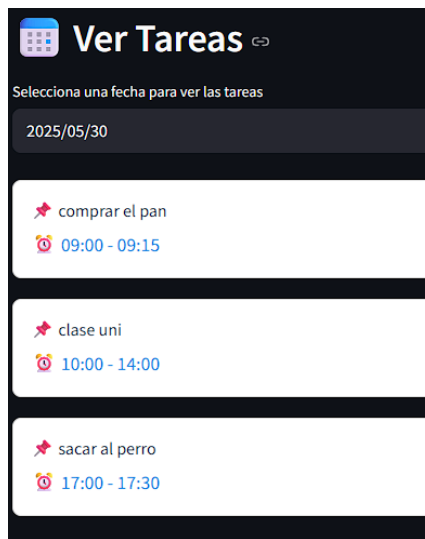 Ver Tareas
Selecciona una fecha para ver las tareas
2025/05/30
comprar el pan
09:00 - 09:15
clase uni
10:00 - 14:00
sacar al perro
17:00 - 17:30